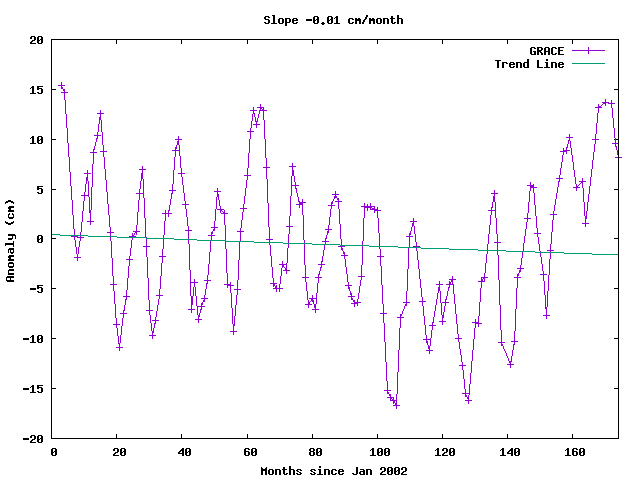 Slope -0.01 cm/month
GRACE
Trend Line
20
15
10
5
0
-5
-10
-15
-20
Anomaly (cm)
0 20 40 60 80 100 120 140 160
Months since Jan 2002